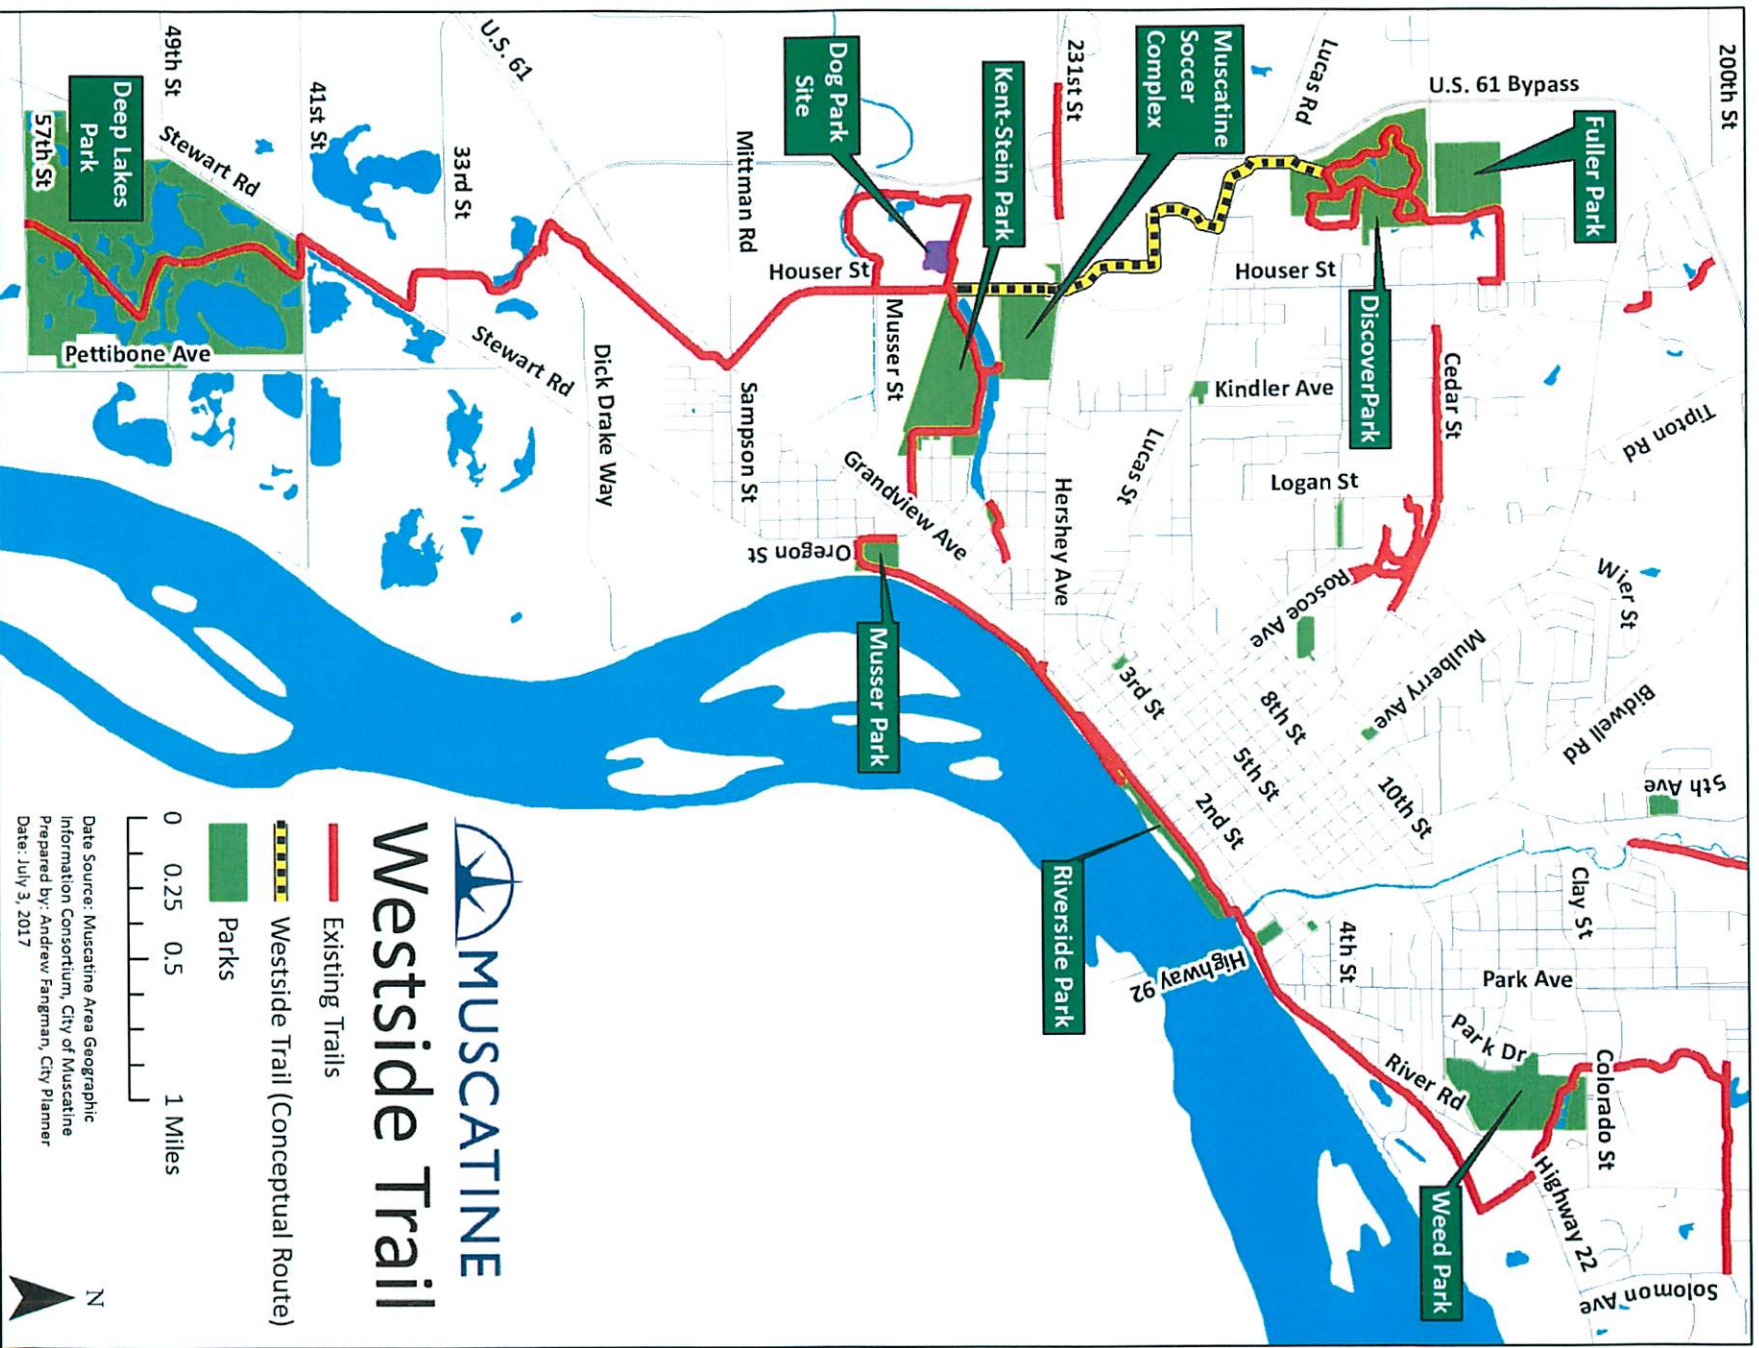 200th St
U.S. 61 Bypass
Fuller Park
Lucas Rd
Muscatine
Soccer
Complex
231st St
Kent-Stein Park
Dog Park
Site
Mittman Rd
U.S. 61
33rd St
41st St
49th St
Stewart Rd
Deep Lakes
Park
57th St
Pettibone Ave
Houser St
Houser St
DiscoverPark
Cedar St
Tipton Rd
Kindler Ave
Lucas St
Logan St
Musser St
Sampson St
Stewart Rd
Dick Drake Way
Grandview Ave
Hershey Ave
Oregon St
Musser Park
Roscoe Ave
Wier St
Mulberry Ave
Bidwell Rd
5th Ave
3rd St
8th St
5th St
10th St
2nd St
Clay St
Riverside Park
4th St
Highway 92
Park Ave
Park Dr
River Rd
Colorado St
Weed Park
Highway 22
Solomon Ave
MUSCATINE
Westside Trail
Existing Trails
Westside Trail (Conceptual Route)
Parks
0 0.25 0.5 1 Miles
Date Source: Muscatine Area Geographic
Information Consortium, City of Muscatine
Prepared by: Andrew Fangman, City Planner
Date: July 3, 2017
N